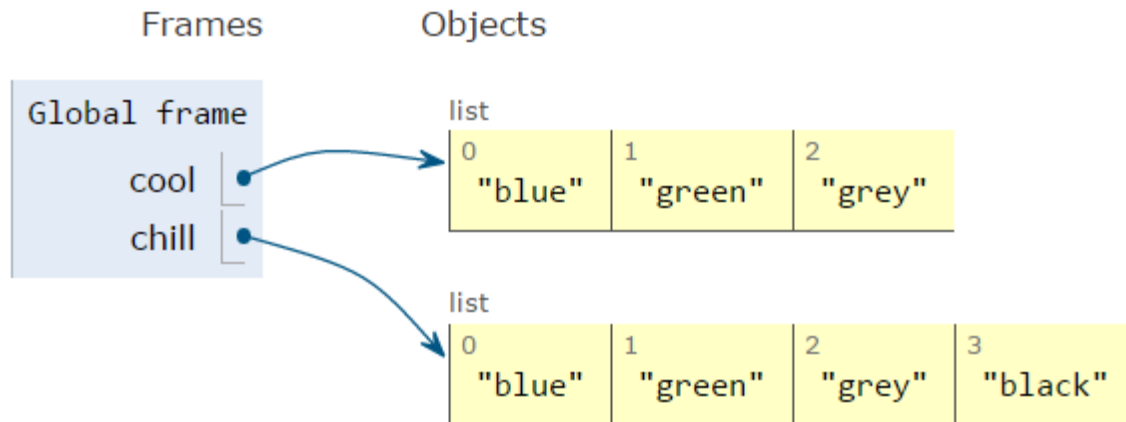 Frames Objects
Global frame
cool
chill
list
0 1 2
"blue" "green" "grey"
list
0 1 2 3
"blue" "green" "grey" "black"